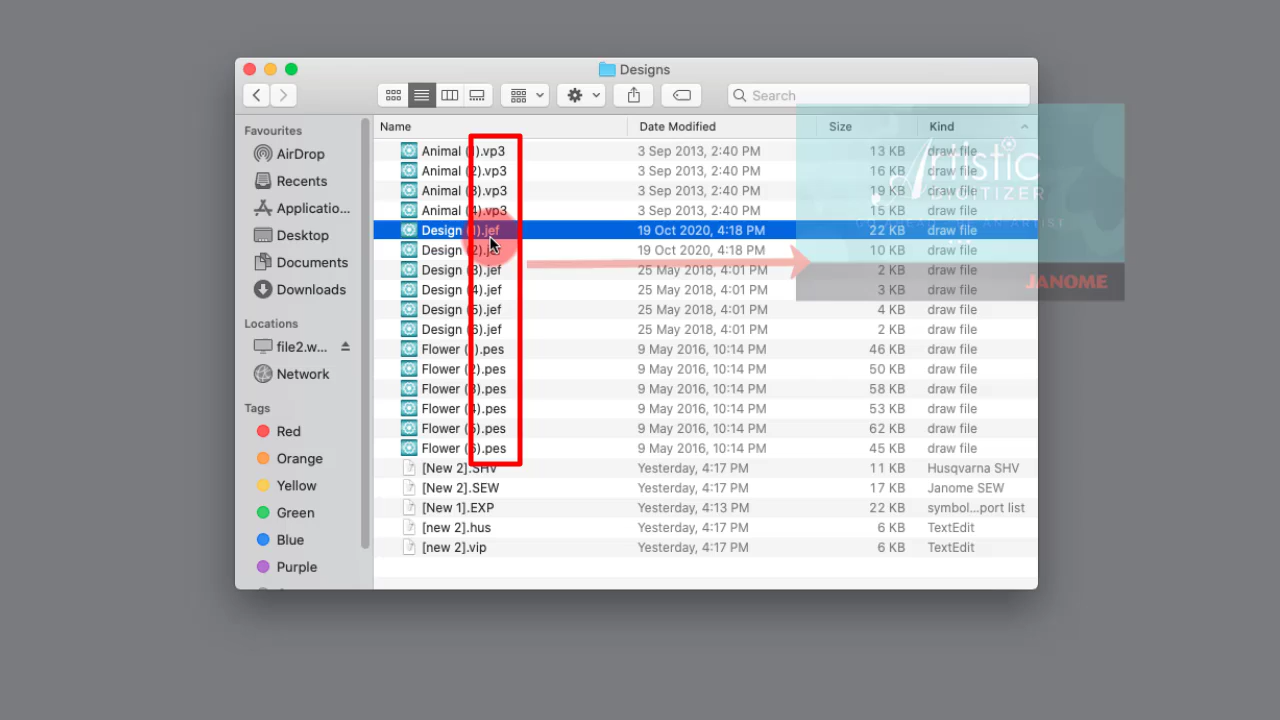 Designs
Search
Favourites
AirDrop
Recents
Applicatio...
Desktop
Documents
Downloads
Locations
file2.w...
Network
Tags
Red
Orange
Yellow
Green
Blue
Purple
Name Date Modified Size Kind
Animal (1).vp3 3 Sep 2013, 2:40 PM 13 KB draw file
Animal (2).vp3 3 Sep 2013, 2:40 PM 16 KB draw file
Animal (3).vp3 3 Sep 2013, 2:40 PM 19 KB draw file
Animal (4).vp3 3 Sep 2013, 2:40 PM 15 KB draw file
Design (1).jef 19 Oct 2020, 4:18 PM 22 KB draw file
Design (2).jef 19 Oct 2020, 4:18 PM 10 KB draw file
Design (3).jef 25 May 2018, 4:01 PM 2 KB draw file
Design (4).jef 25 May 2018, 4:01 PM 3 KB draw file
Design (5).jef 25 May 2018, 4:01 PM 4 KB draw file
Design (6).jef 25 May 2018, 4:01 PM 2 KB draw file
Flower (1).pes 9 May 2016, 10:14 PM 46 KB draw file
Flower (2).pes 9 May 2016, 10:14 PM 50 KB draw file
Flower (3).pes 9 May 2016, 10:14 PM 58 KB draw file
Flower (4).pes 9 May 2016, 10:14 PM 53 KB draw file
Flower (5).pes 9 May 2016, 10:14 PM 62 KB draw file
Flower (6).pes 9 May 2016, 10:14 PM 45 KB draw file
[New 2].SHV Yesterday, 4:17 PM 11 KB Husqvarna SHV
[New 2].SEW Yesterday, 4:17 PM 17 KB Janome SEW
[New 1].EXP Yesterday, 4:13 PM 22 KB symbol...port list
[new 2].hus Yesterday, 4:17 PM 6 KB TextEdit
[new 2].vip Yesterday, 4:17 PM 6 KB TextEdit
Artistic
DIGITIZER
JANOME